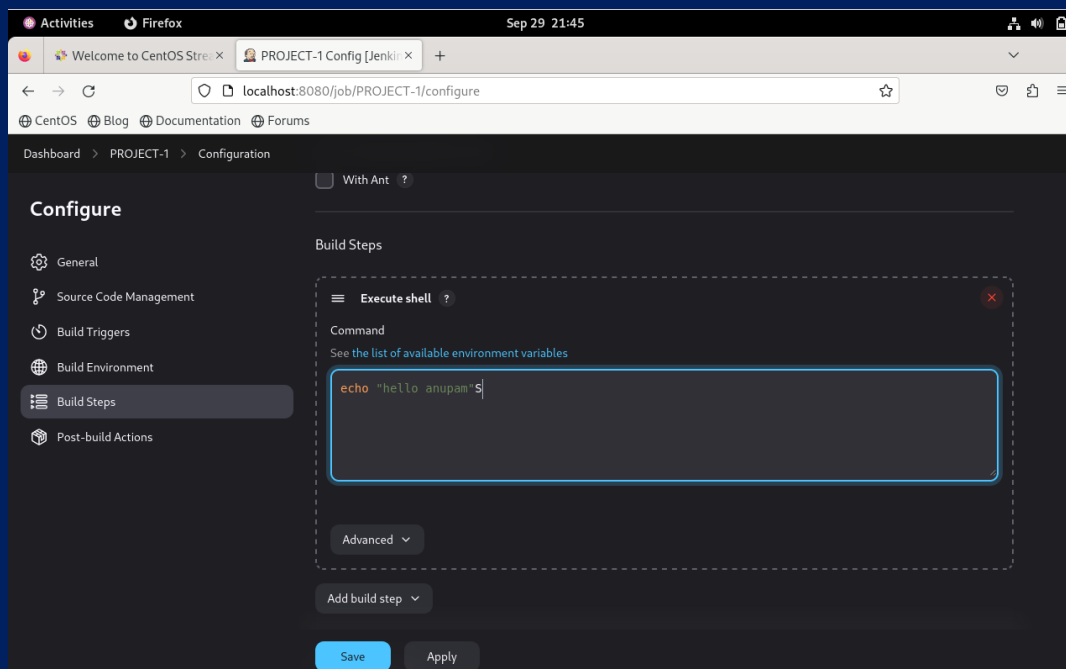 Activities Firefox Sep 29 21:45
Welcome to CentOS Strea × PROJECT-1 Config [Jenkin × +
localhost:8080/job/PROJECT-1/configure
CentOS Blog Documentation Forums
Dashboard > PROJECT-1 > Configuration
With Ant ?
Configure
General
Source Code Management
Build Triggers
Build Environment
Build Steps
Post-build Actions
Build Steps
Execute shell ?
Command
See the list of available environment variables
echo "hello anupam"S
Advanced
Add build step
Save Apply